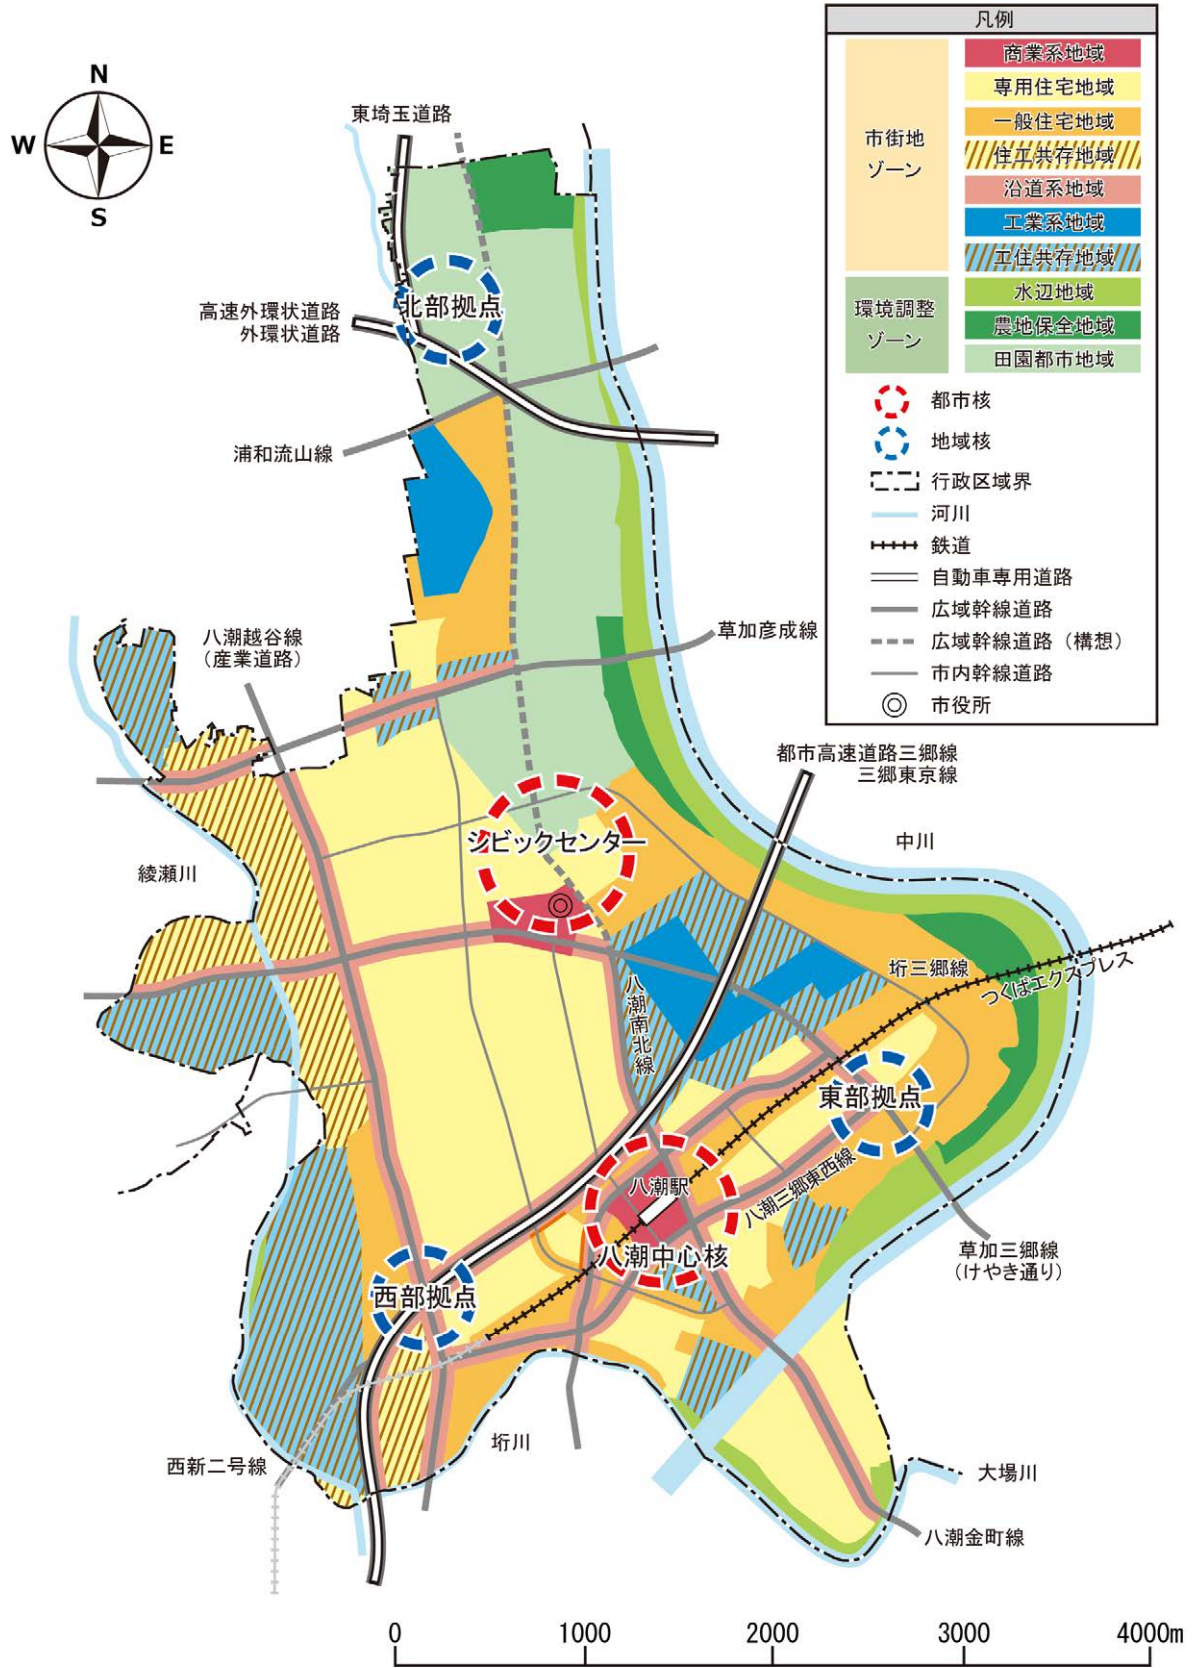 凡例
市街地
ゾーン
商業系地域
専用住宅地域
一般住宅地域
住工共存地域
沿道系地域
工業系地域
工住共存地域
環境調整
ゾーン
水辺地域
農地保全地域
田園都市地域
都市核
地域核
行政区域界
河川
鉄道
自動車専用道路
広域幹線道路
広域幹線道路（構想）
市内幹線道路
市役所
N
W
E
S
東埼玉道路
北部拠点
高速外環状道路
外環状道路
浦和流山線
八潮越谷線
（産業道路）
草加彦成線
都市高速道路三郷線
三郷東京線
シビックセンター
中川
綾瀬川
垳三郷線
つくばエクスプレス
八潮南北線
東部拠点
八潮駅
八潮三郷東西線
八潮中心核
草加三郷線
（けやき通り）
西部拠点
垳川
西新二号線
大場川
八潮金町線
0
1000
2000
3000
4000m